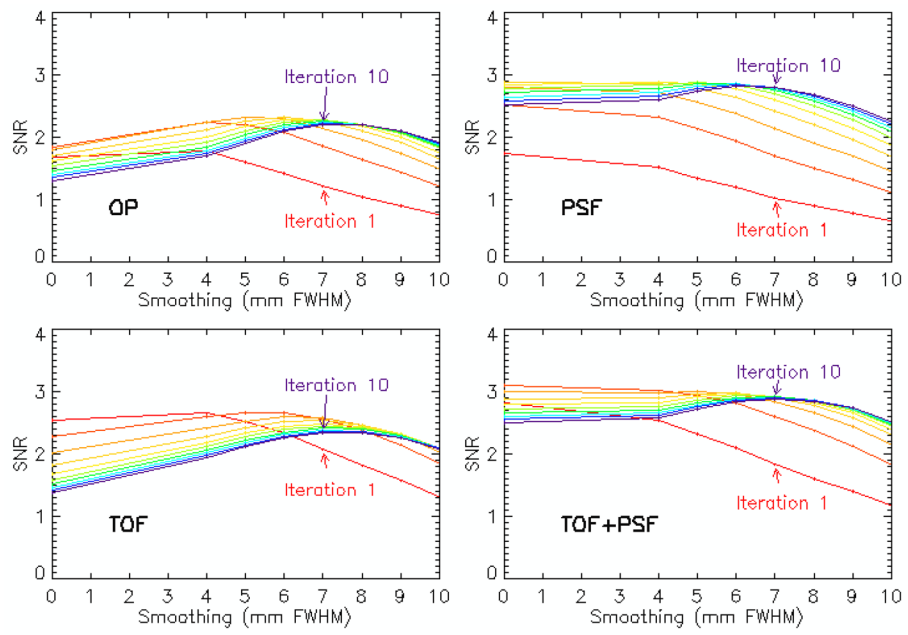 4
3
2
1
0
SNR
Iteration 10
Iteration 1
OP
0 1 2 3 4 5 6 7 8 9 10
Smoothing (mm FWHM)
4
3
2
1
0
SNR
Iteration 10
Iteration 1
PSF
0 1 2 3 4 5 6 7 8 9 10
Smoothing (mm FWHM)
4
3
2
1
0
SNR
Iteration 10
Iteration 1
TOF
0 1 2 3 4 5 6 7 8 9 10
Smoothing (mm FWHM)
4
3
2
1
0
SNR
Iteration 10
Iteration 1
TOF+PSF
0 1 2 3 4 5 6 7 8 9 10
Smoothing (mm FWHM)